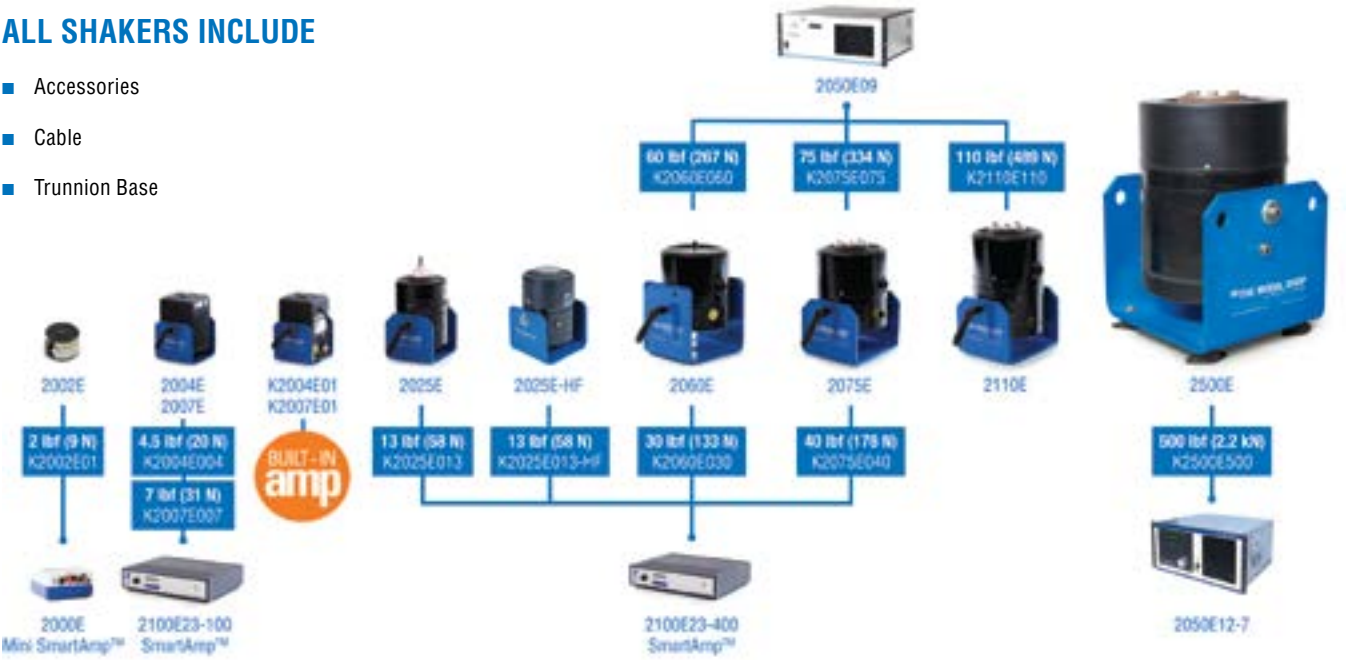 ALL SHAKERS INCLUDE
Accessories
Cable
Trunnion Base
2050E09
60 lbf (267 N)
K2060E060
75 lbf (334 N)
K2075E075
110 lbf (489 N)
K2110E110
THE MODAL SHOP
2002E
2004E
2007E
K2004E01
K2007E01
2025E
2025E-HF
2060E
2075E
2110E
2500E
2 lbf (9 N)
K2002E01
4.5 lbf (20 N)
K2004E004
7 lbf (31 N)
K2007E007
BUILT-IN
amp
13 lbf (58 N)
K2025E013
13 lbf (58 N)
K2025E013-HF
30 lbf (133 N)
K2060E030
40 lbf (178 N)
K2075E040
500 lbf (2.2 kN)
K2500E500
2000E
Mini SmartAmp™
2100E23-100
SmartAmp™
2100E23-400
SmartAmp™
2050E12-7